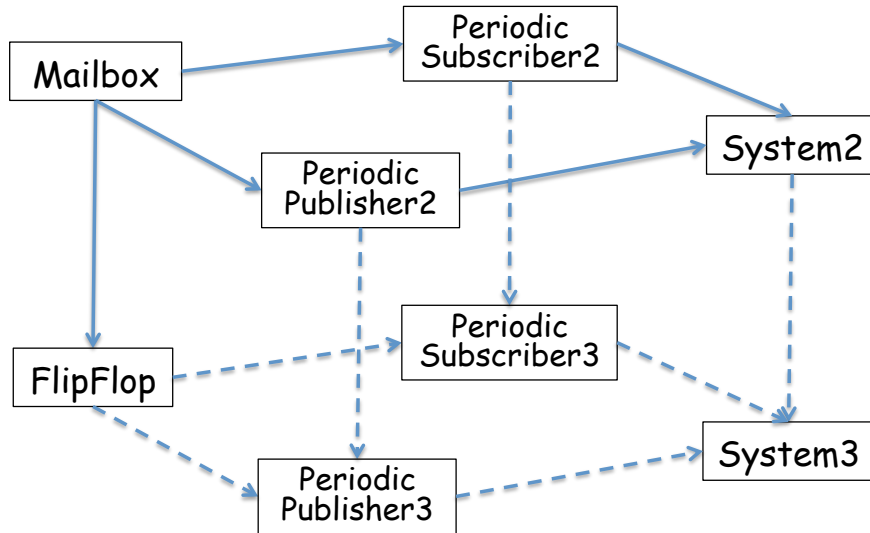 Periodic
Subscriber2
Mailbox
System2
Periodic
Publisher2
Periodic
Subscriber3
FlipFlop
System3
Periodic
Publisher3